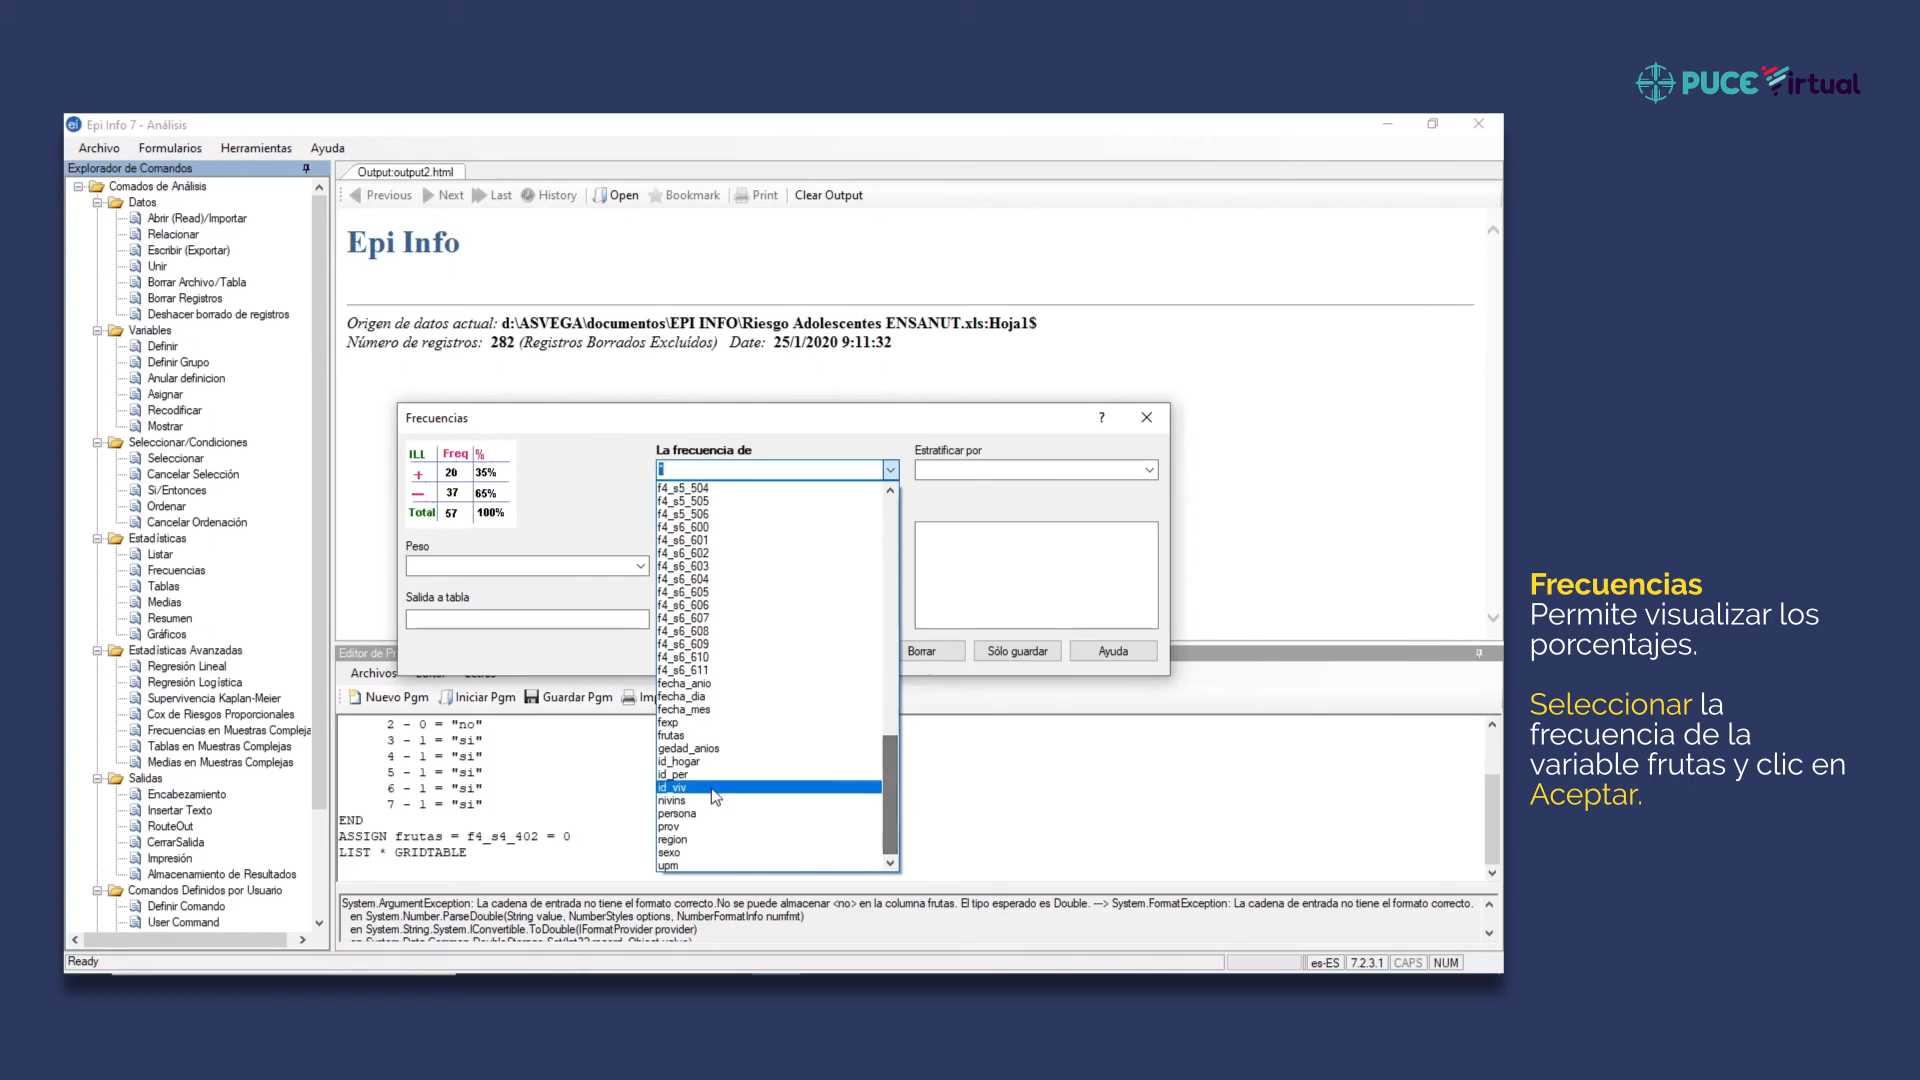 PUCE Virtual
Epi Info 7 - Análisis
Archivo Formularios Herramientas Ayuda
Explorador de Comandos
Comados de Análisis
Datos
Abrir (Read)/Importar
Relacionar
Escribir (Exportar)
Unir
Borrar Archivo/Tabla
Borrar Registros
Deshacer borrado de registros
Variables
Definir
Definir Grupo
Anular definicion
Asignar
Recodificar
Mostrar
Seleccionar/Condiciones
Seleccionar
Cancelar Selección
Si/Entonces
Ordenar
Cancelar Ordenación
Estadísticas
Listar
Frecuencias
Tablas
Medias
Resumen
Gráficos
Estadísticas Avanzadas
Regresión Lineal
Regresión Logística
Supervivencia Kaplan-Meier
Cox de Riesgos Proporcionales
Frecuencias en Muestras Compleja
Tablas en Muestras Complejas
Medias en Muestras Complejas
Salidas
Encabezamiento
Insertar Texto
RouteOut
CerrarSalida
Impresión
Almacenamiento de Resultados
Comandos Definidos por Usuario
Definir Comando
User Command
Output:output2.html
Previous Next Last History Open Bookmark Print Clear Output
Epi Info
Origen de datos actual: d:\ASVEGA\documentos\EPI INFO\Riesgo Adolescentes ENSANUT.xls:Hoja1$
Número de registros: 282 (Registros Borrados Excluídos) Date: 25/1/2020 9:11:32
Frecuencias ?
ILL Freq %
+ 20 35%
— 37 65%
Total 57 100%
Peso
Salida a tabla
La frecuencia de
*
f4_s5_504
f4_s5_505
f4_s5_506
f4_s6_600
f4_s6_601
f4_s6_602
f4_s6_603
f4_s6_604
f4_s6_605
f4_s6_606
f4_s6_607
f4_s6_608
f4_s6_609
f4_s6_610
f4_s6_611
fecha_anio
fecha_dia
fecha_mes
fexp
frutas
gedad_anios
id_hogar
id_per
id_viv
nivins
persona
prov
region
sexo
upm
Estratificar por
Borrar Sólo guardar Ayuda
Editor de Pr
Archivos
Nuevo Pgm Iniciar Pgm Guardar Pgm Im
2 - 0 = "no"
3 - 1 = "si"
4 - 1 = "si"
5 - 1 = "si"
6 - 1 = "si"
7 - 1 = "si"
END
ASSIGN frutas = f4_s4_402 = 0
LIST * GRIDTABLE
System.ArgumentException: La cadena de entrada no tiene el formato correcto.No se puede almacenar <no> en la columna frutas. El tipo esperado es Double. ---> System.FormatException: La cadena de entrada no tiene el formato correcto.
en System.Number.ParseDouble(String value, NumberStyles options, NumberFormatInfo numfmt)
en System.String.System.IConvertible.ToDouble(IFormatProvider provider)
Ready
es-ES 7.2.3.1 CAPS NUM
Frecuencias
Permite visualizar los
porcentajes.
Seleccionar la
frecuencia de la
variable frutas y clic en
Aceptar.